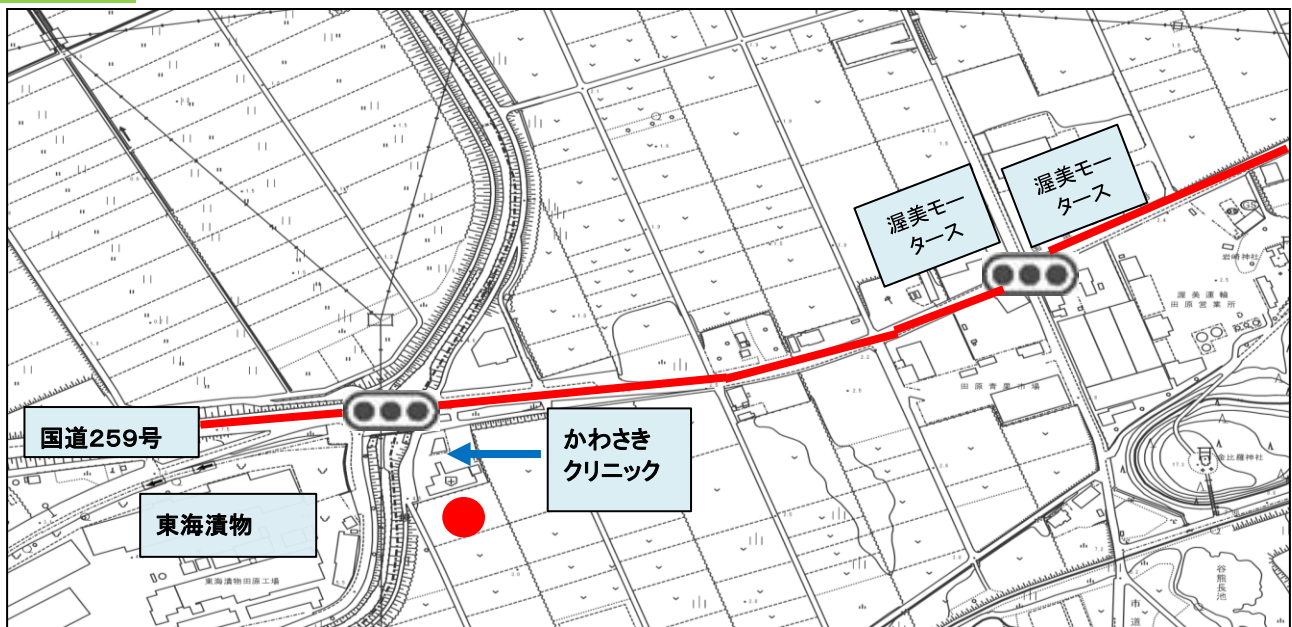 渥美モー
タース
渥美モー
タース
岩崎神社
渥美運輸
田原営業所
田原青果市場
国道259号
かわさき
クリニック
金比羅神社
東海漬物
東海漬物田原工場
谷熊長池
市道